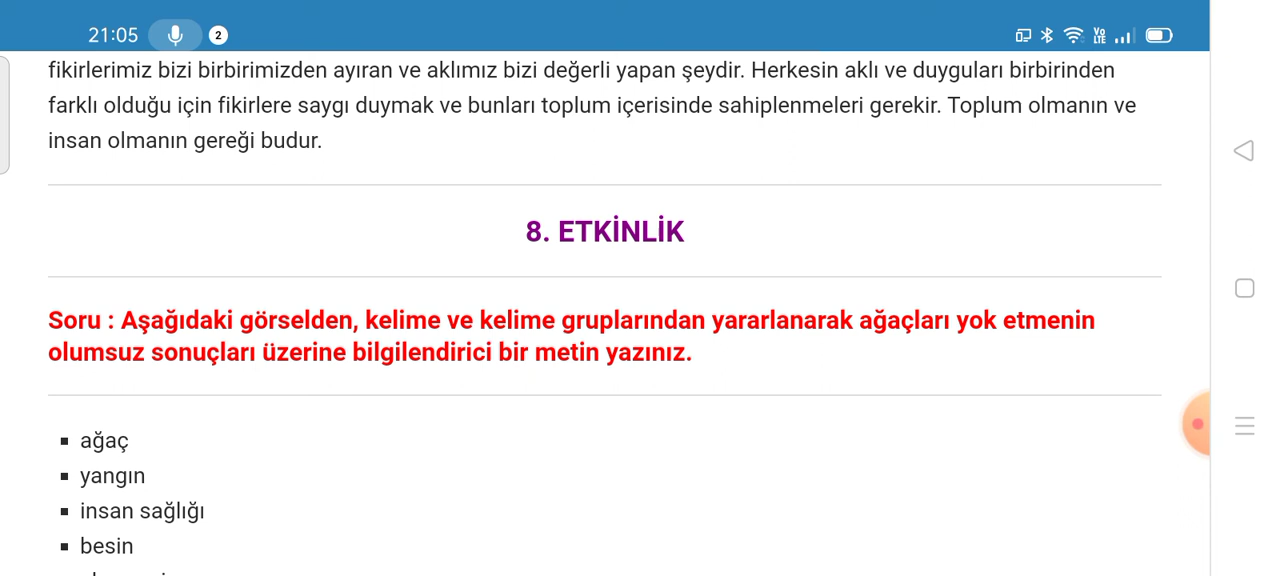 21:05
2
fikirlerimiz bizi birbirimizden ayıran ve aklımız bizi değerli yapan şeydir. Herkesin aklı ve duyguları birbirinden
farklı olduğu için fikirlere saygı duymak ve bunları toplum içerisinde sahiplenmeleri gerekir. Toplum olmanın ve
insan olmanın gereği budur.
8. ETKİNLİK
Soru : Aşağıdaki görselden, kelime ve kelime gruplarından yararlanarak ağaçları yok etmenin
olumsuz sonuçları üzerine bilgilendirici bir metin yazınız.
▪ ağaç
▪ yangın
▪ insan sağlığı
▪ besin